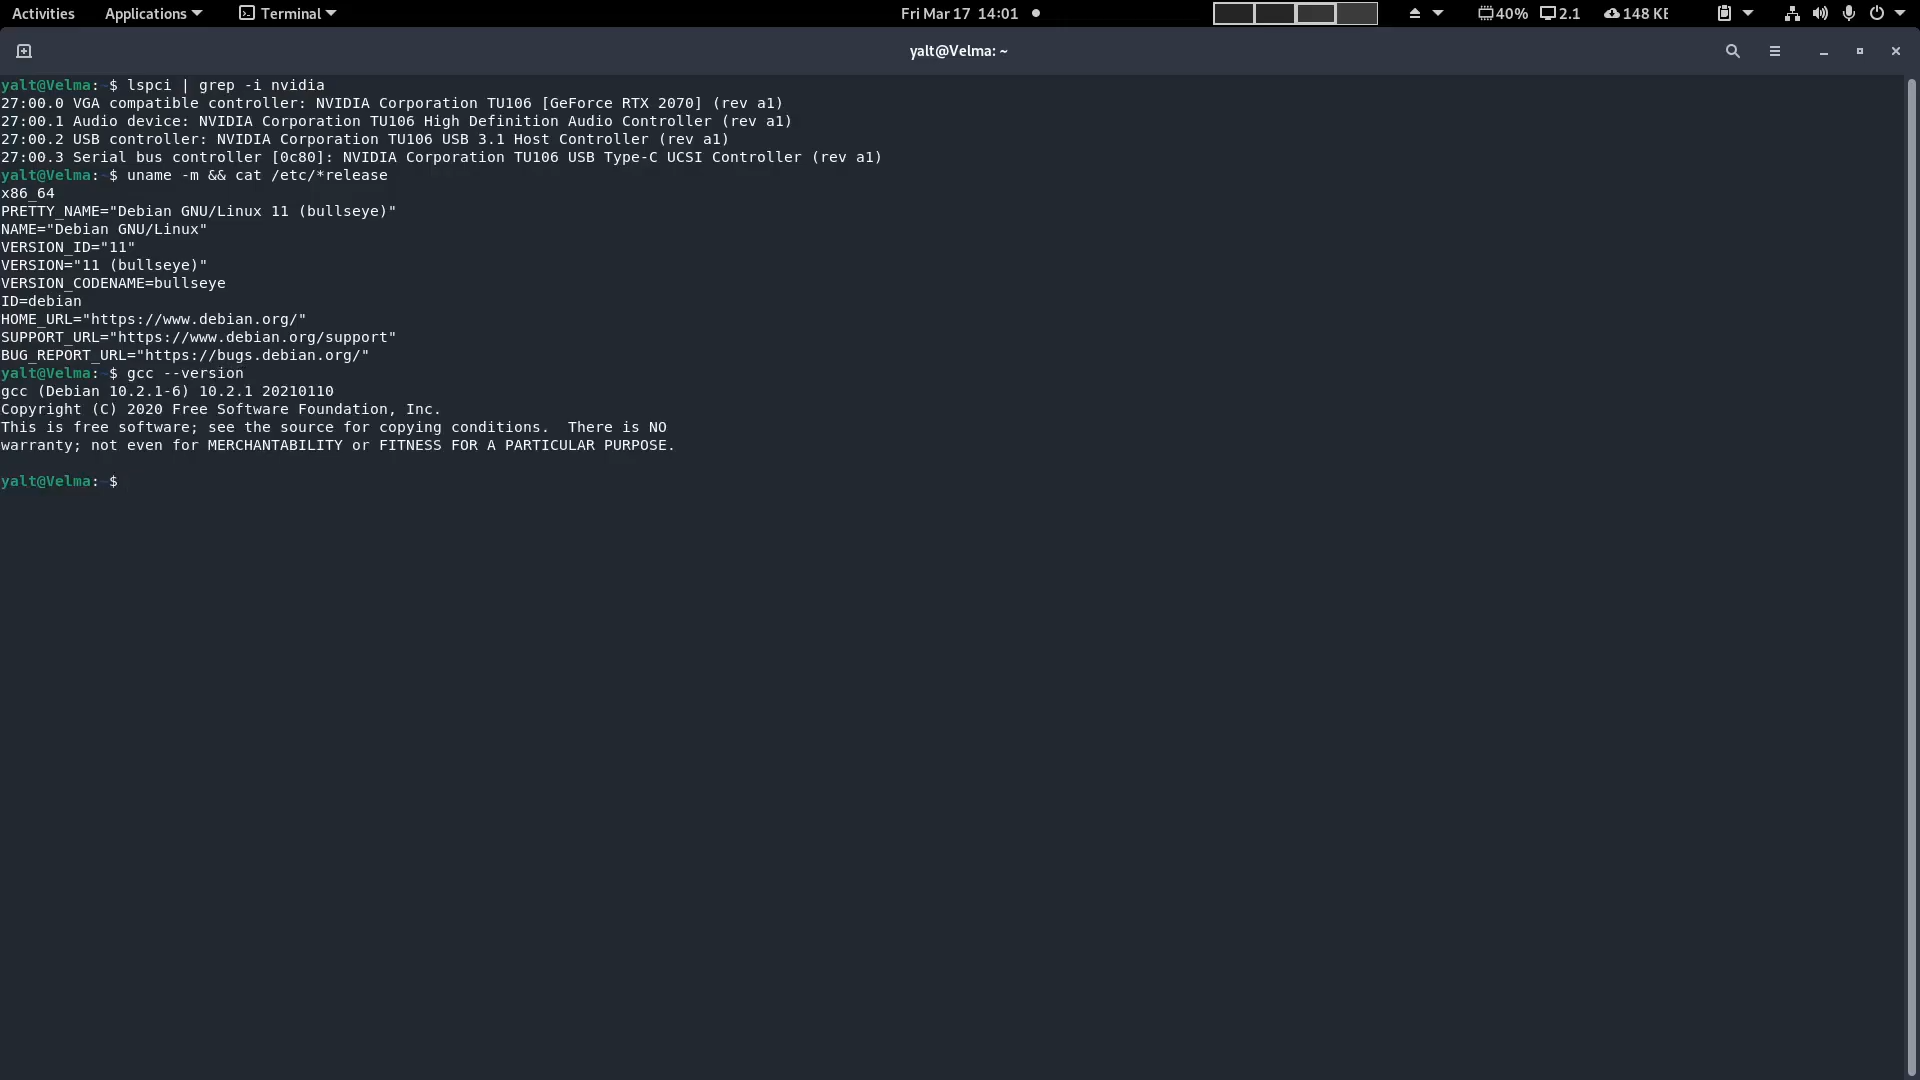 Activities Applications Terminal Fri Mar 17 14:01 40% 2.1 148 KE
yalt@Velma: ~
yalt@Velma:~$ lspci | grep -i nvidia
27:00.0 VGA compatible controller: NVIDIA Corporation TU106 [GeForce RTX 2070] (rev a1)
27:00.1 Audio device: NVIDIA Corporation TU106 High Definition Audio Controller (rev a1)
27:00.2 USB controller: NVIDIA Corporation TU106 USB 3.1 Host Controller (rev a1)
27:00.3 Serial bus controller [0c80]: NVIDIA Corporation TU106 USB Type-C UCSI Controller (rev a1)
yalt@Velma:~$ uname -m && cat /etc/*release
x86_64
PRETTY_NAME="Debian GNU/Linux 11 (bullseye)"
NAME="Debian GNU/Linux"
VERSION_ID="11"
VERSION="11 (bullseye)"
VERSION_CODENAME=bullseye
ID=debian
HOME_URL="https://www.debian.org/"
SUPPORT_URL="https://www.debian.org/support"
BUG_REPORT_URL="https://bugs.debian.org/"
yalt@Velma:~$ gcc --version
gcc (Debian 10.2.1-6) 10.2.1 20210110
Copyright (C) 2020 Free Software Foundation, Inc.
This is free software; see the source for copying conditions.  There is NO
warranty; not even for MERCHANTABILITY or FITNESS FOR A PARTICULAR PURPOSE.
yalt@Velma:~$